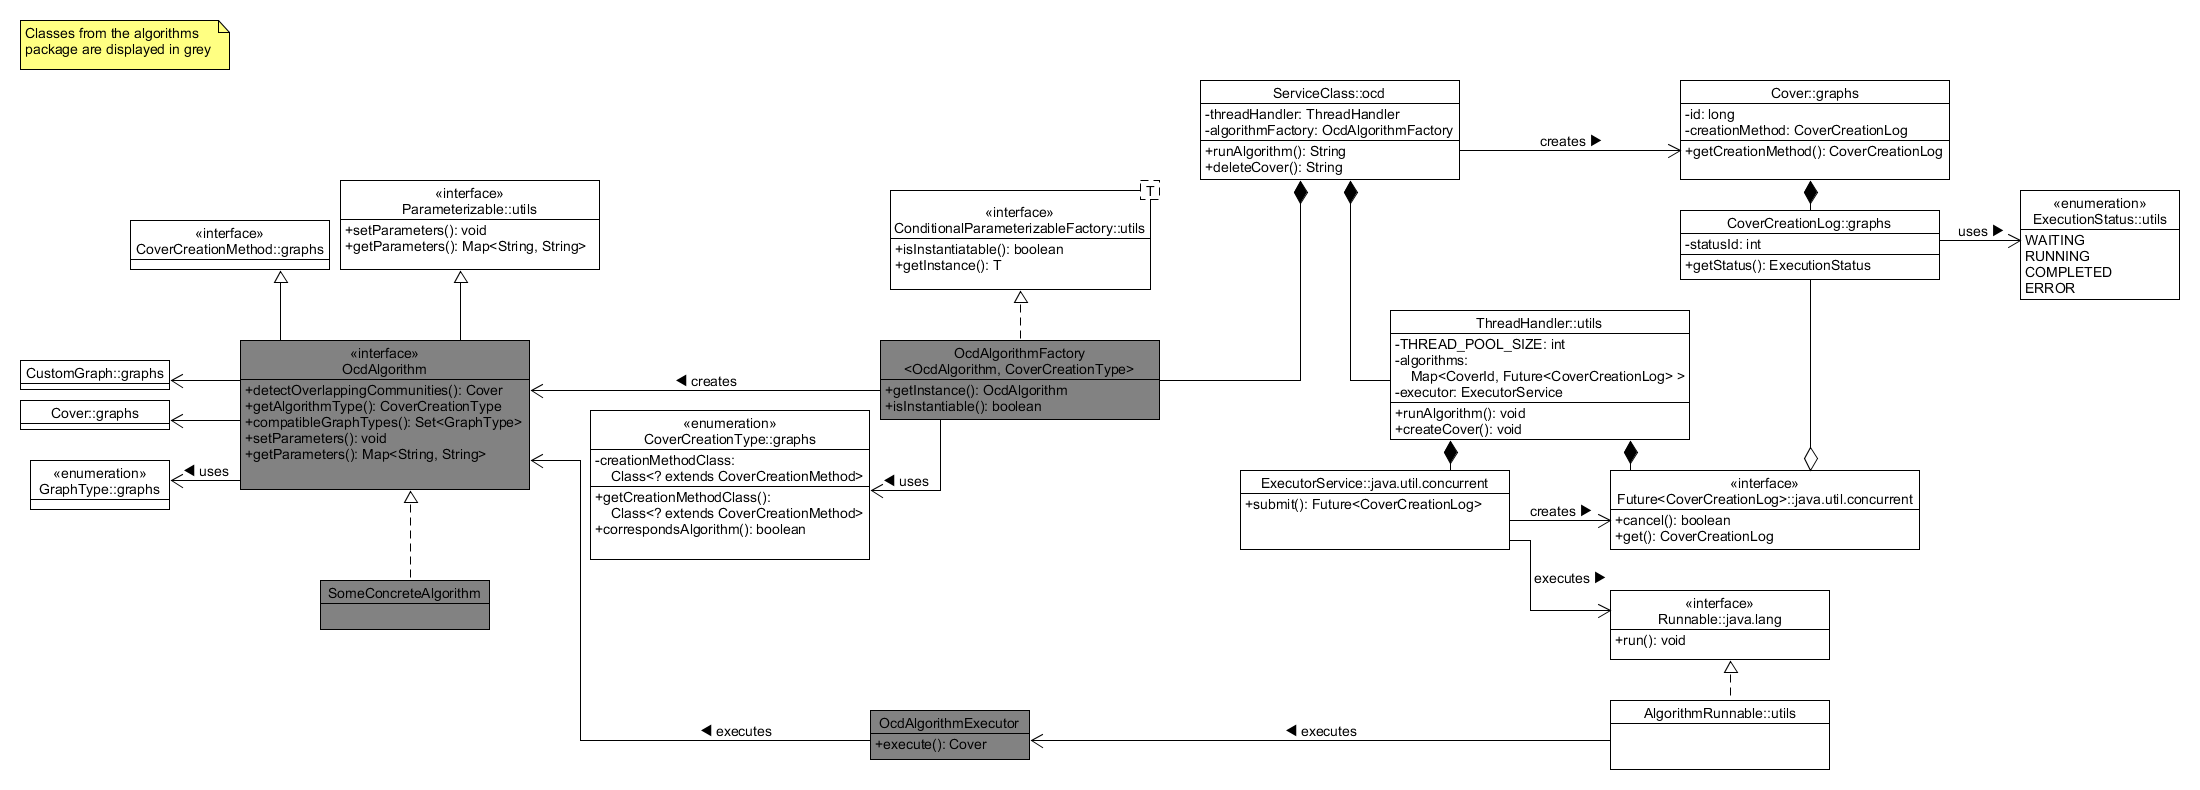 Classes from the algorithms
package are displayed in grey
ServiceClass::ocd
-threadHandler: ThreadHandler
-algorithmFactory: OcdAlgorithmFactory
+runAlgorithm(): String
+deleteCover(): String
creates ▶
Cover::graphs
-id: long
-creationMethod: CoverCreationLog
+getCreationMethod(): CoverCreationLog
«interface»
Parameterizable::utils
+setParameters(): void
+getParameters(): Map<String, String>
«interface»
CoverCreationMethod::graphs
T
«interface»
ConditionalParameterizableFactory::utils
+isInstantiatable(): boolean
+getInstance(): T
CoverCreationLog::graphs
-statusId: int
+getStatus(): ExecutionStatus
uses ▶
«enumeration»
ExecutionStatus::utils
WAITING
RUNNING
COMPLETED
ERROR
ThreadHandler::utils
-THREAD_POOL_SIZE: int
-algorithms:
Map<CoverId, Future<CoverCreationLog> >
-executor: ExecutorService
+runAlgorithm(): void
+createCover(): void
CustomGraph::graphs
Cover::graphs
«enumeration»
GraphType::graphs
◀ uses
«interface»
OcdAlgorithm
+detectOverlappingCommunities(): Cover
+getAlgorithmType(): CoverCreationType
+compatibleGraphTypes(): Set<GraphType>
+setParameters(): void
+getParameters(): Map<String, String>
◀ creates
OcdAlgorithmFactory
<OcdAlgorithm, CoverCreationType>
+getInstance(): OcdAlgorithm
+isInstantiable(): boolean
«enumeration»
CoverCreationType::graphs
-creationMethodClass:
Class<? extends CoverCreationMethod>
+getCreationMethodClass():
Class<? extends CoverCreationMethod>
+correspondsAlgorithm(): boolean
◀ uses
ExecutorService::java.util.concurrent
+submit(): Future<CoverCreationLog>
creates ▶
«interface»
Future<CoverCreationLog>::java.util.concurrent
+cancel(): boolean
+get(): CoverCreationLog
executes ▶
«interface»
Runnable::java.lang
+run(): void
SomeConcreteAlgorithm
◀ executes
OcdAlgorithmExecutor
+execute(): Cover
◀ executes
AlgorithmRunnable::utils